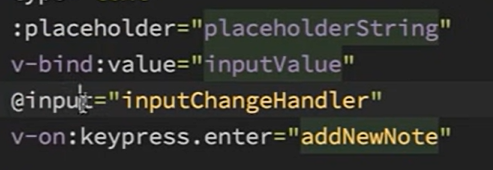 :placeholder="placeholderString"
v-bind:value="inputValue"
@input="inputChangeHandler"
v-on:keypress.enter="addNewNote"